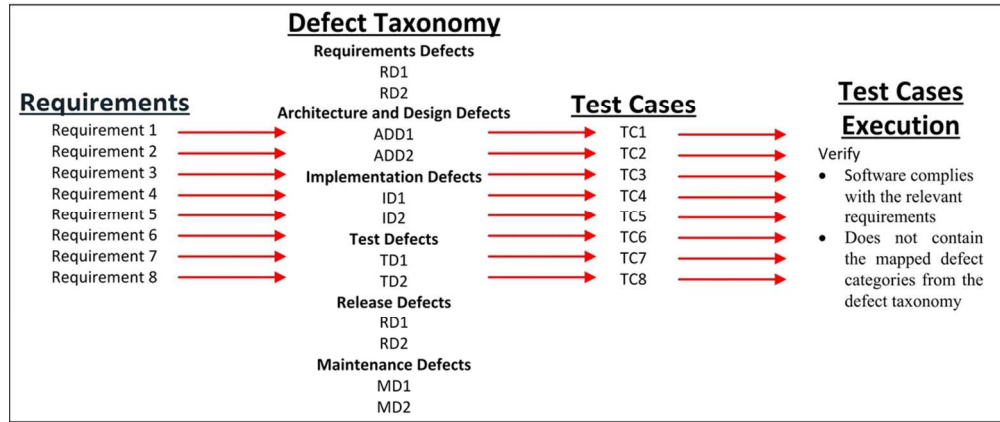 Defect Taxonomy
Requirements Defects
RD1
RD2
Architecture and Design Defects
ADD1
ADD2
Implementation Defects
ID1
ID2
Test Defects
TD1
TD2
Release Defects
RD1
RD2
Maintenance Defects
MD1
MD2
Requirements
Requirement 1
Requirement 2
Requirement 3
Requirement 4
Requirement 5
Requirement 6
Requirement 7
Requirement 8
Test Cases
TC1
TC2
TC3
TC4
TC5
TC6
TC7
TC8
Test Cases
Execution
Verify
• Software complies
with the relevant
requirements
• Does not contain
the mapped defect
categories from the
defect taxonomy